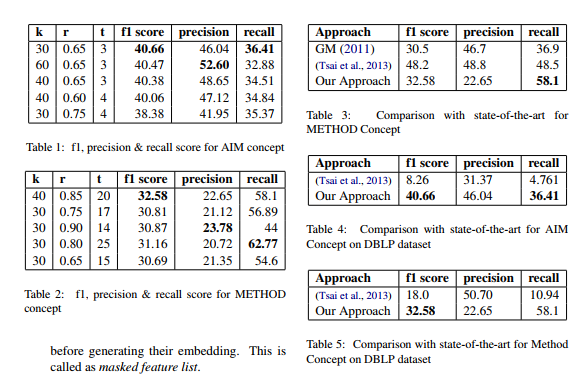 k r t f1 score precision recall
30 0.65 3 40.66 46.04 36.41
60 0.65 3 40.47 52.60 32.88
40 0.65 3 40.38 48.65 34.51
40 0.60 4 40.06 47.12 34.84
30 0.75 4 38.38 41.95 35.37
Table 1: f1, precision & recall score for AIM concept
k r t f1 score precision recall
40 0.85 20 32.58 22.65 58.1
30 0.75 17 30.81 21.12 56.89
30 0.90 14 30.87 23.78 44
30 0.80 25 31.16 20.72 62.77
30 0.65 15 30.69 21.35 54.6
Table 2: f1, precision & recall score for METHOD
concept
before generating their embedding. This is
called as masked feature list.
Approach f1 score precision recall
GM (2011) 30.5 46.7 36.9
(Tsai et al., 2013) 48.2 48.8 48.5
Our Approach 32.58 22.65 58.1
Table 3: Comparison with state-of-the-art for
METHOD Concept
Approach f1 score precision recall
(Tsai et al., 2013) 8.26 31.37 4.761
Our Approach 40.66 46.04 36.41
Table 4: Comparison with state-of-the-art for AIM
Concept on DBLP dataset
Approach f1 score precision recall
(Tsai et al., 2013) 18.0 50.70 10.94
Our Approach 32.58 22.65 58.1
Table 5: Comparison with state-of-the-art for Method
Concept on DBLP dataset